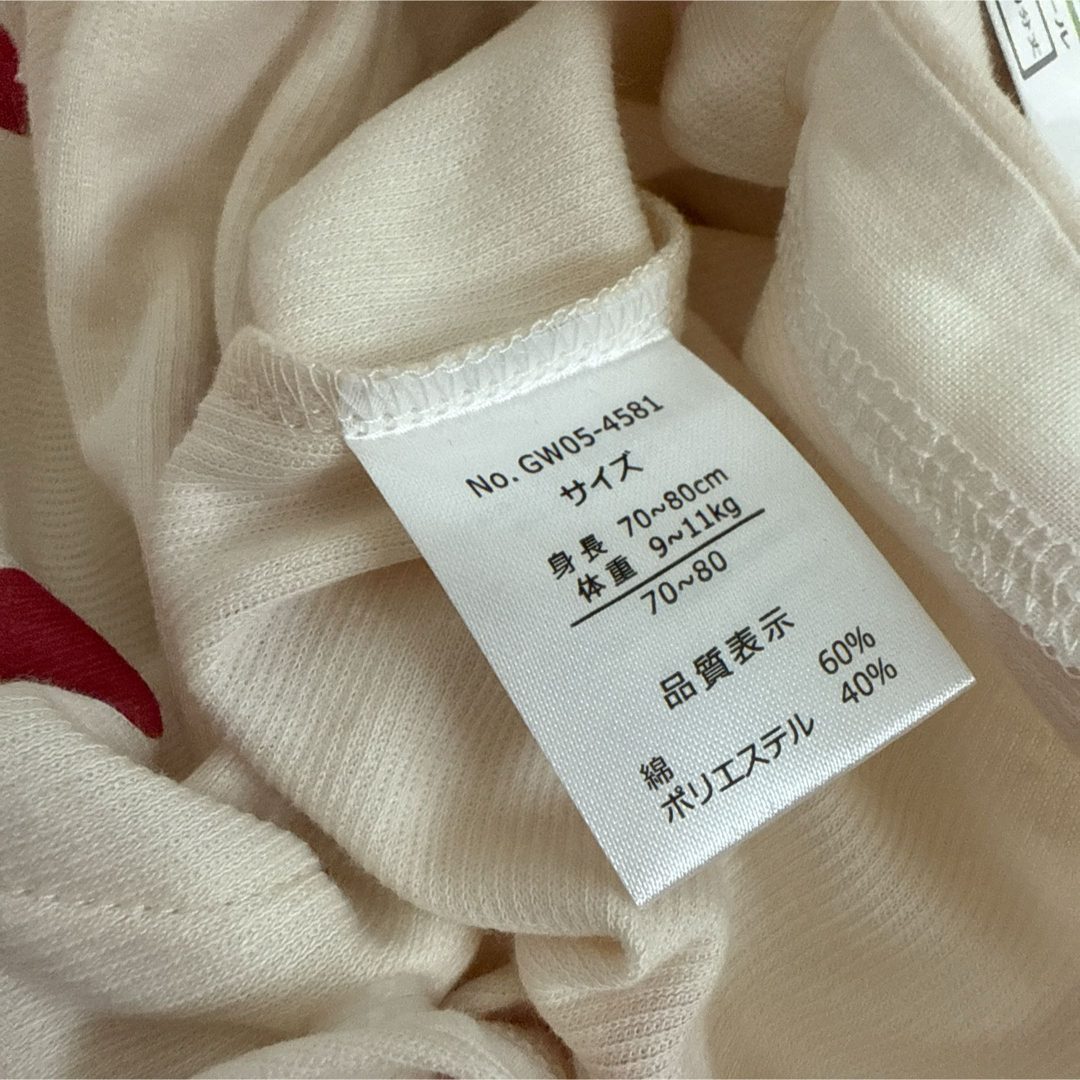 No. GW05-4581
サイズ
身長 70~80cm
体重 9~11kg
70~80
品質表示
綿 60%
ポリエステル 40%